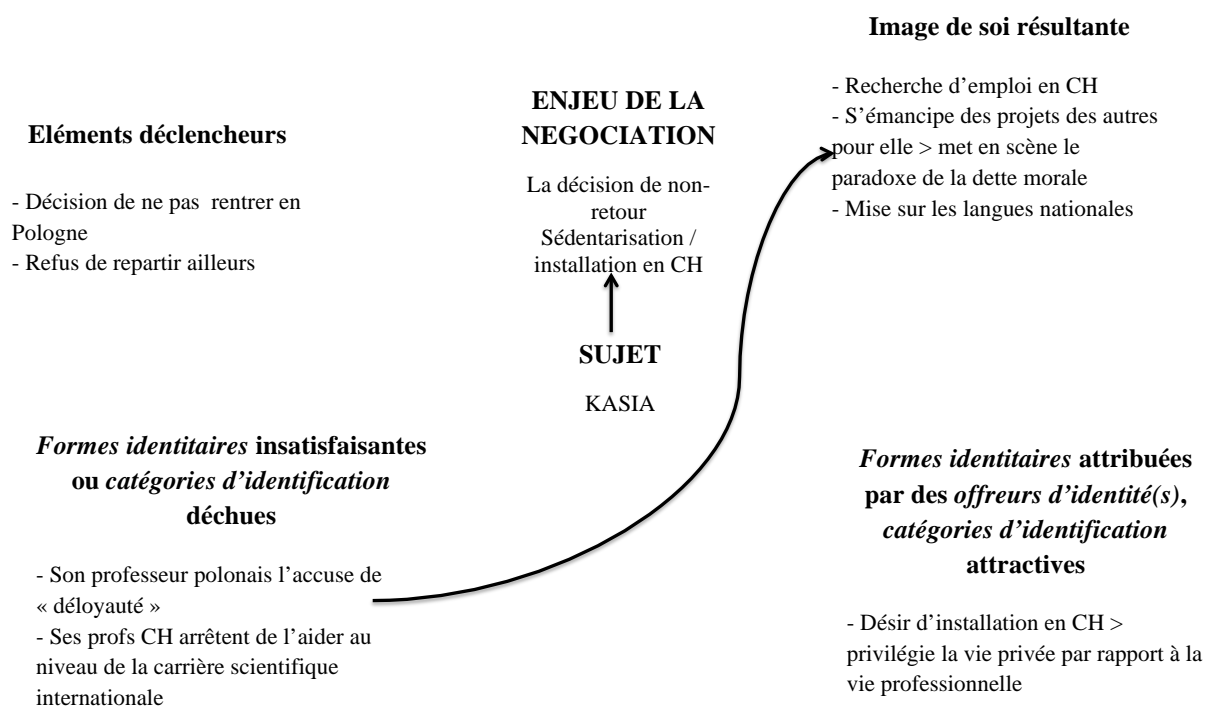 Image de soi résultante
- Recherche d’emploi en CH
- S’émancipe des projets des autres
pour elle > met en scène le
paradoxe de la dette morale
- Mise sur les langues nationales
ENJEU DE LA
NEGOCIATION
La décision de non-
retour
Sédentarisation /
installation en CH
Eléments déclencheurs
- Décision de ne pas rentrer en
Pologne
- Refus de repartir ailleurs
SUJET
KASIA
Formes identitaires insatisfaisantes
ou catégories d’identification
déchues
- Son professeur polonais l’accuse de
« déloyauté »
- Ses profs CH arrêtent de l’aider au
niveau de la carrière scientifique
internationale
Formes identitaires attribuées
par des offreurs d’identité(s),
catégories d’identification
attractives
- Désir d’installation en CH >
privilégie la vie privée par rapport à la
vie professionnelle